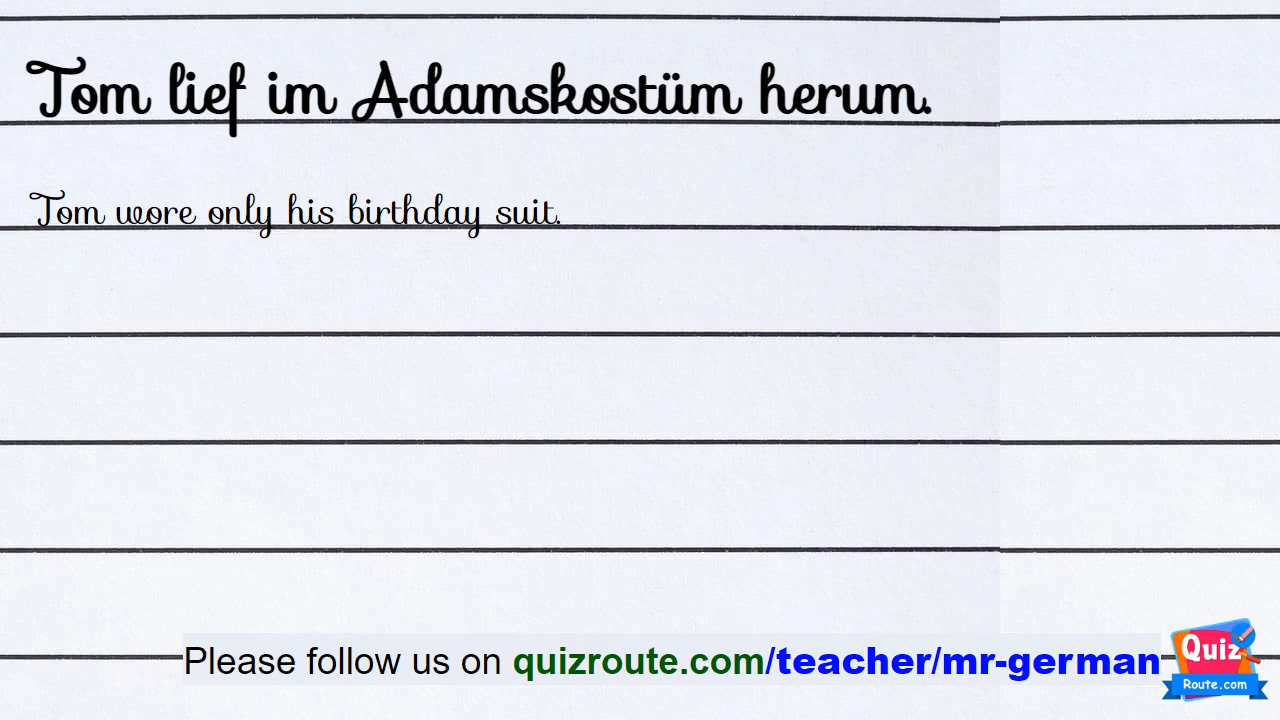 Tom lief im Adamskostüm herum.
Tom wore only his birthday suit.
Please follow us on quizroute.com/teacher/mr-german
Quiz
Route.com